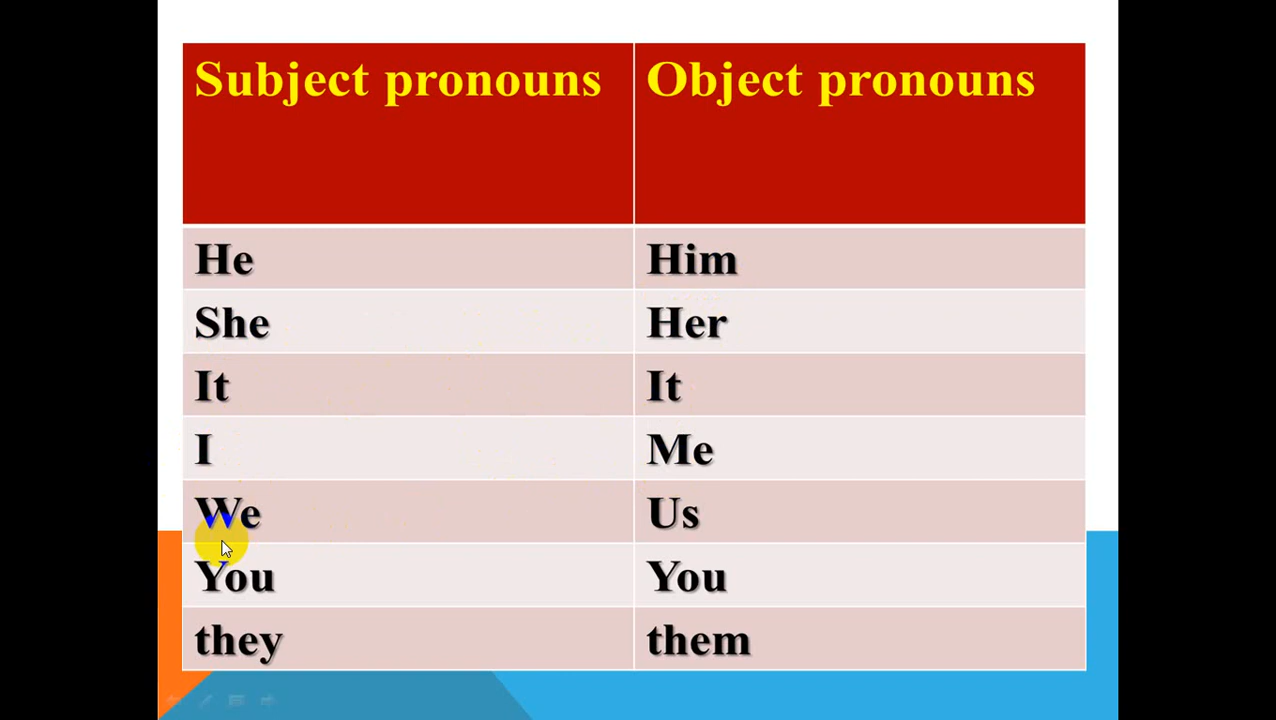 Subject pronouns Object pronouns
He Him
She Her
It It
I Me
We Us
You You
they them